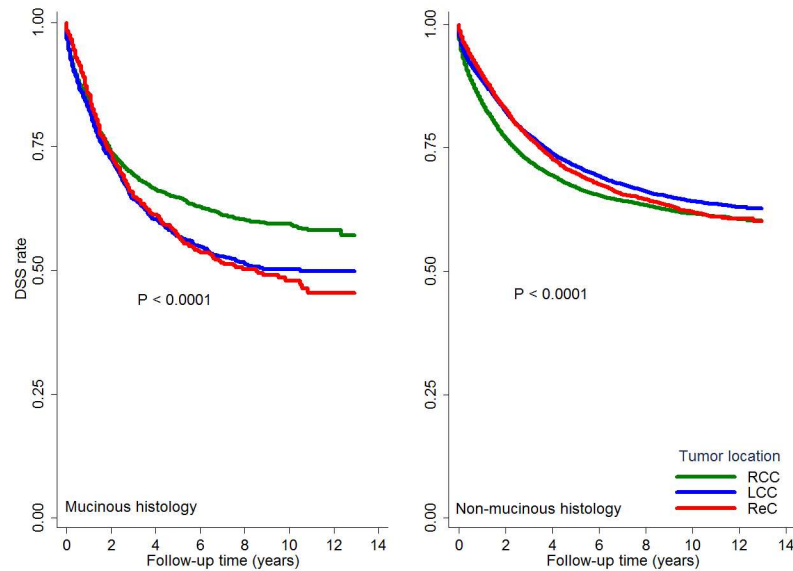 DSS rate
1.00
0.75
0.50
0.25
0.00
P < 0.0001
Mucinous histology
0 2 4 6 8 10 12 14
Follow-up time (years)
1.00
0.75
0.50
0.25
0.00
P < 0.0001
Tumor location
RCC
LCC
ReC
Non-mucinous histology
0 2 4 6 8 10 12 14
Follow-up time (years)